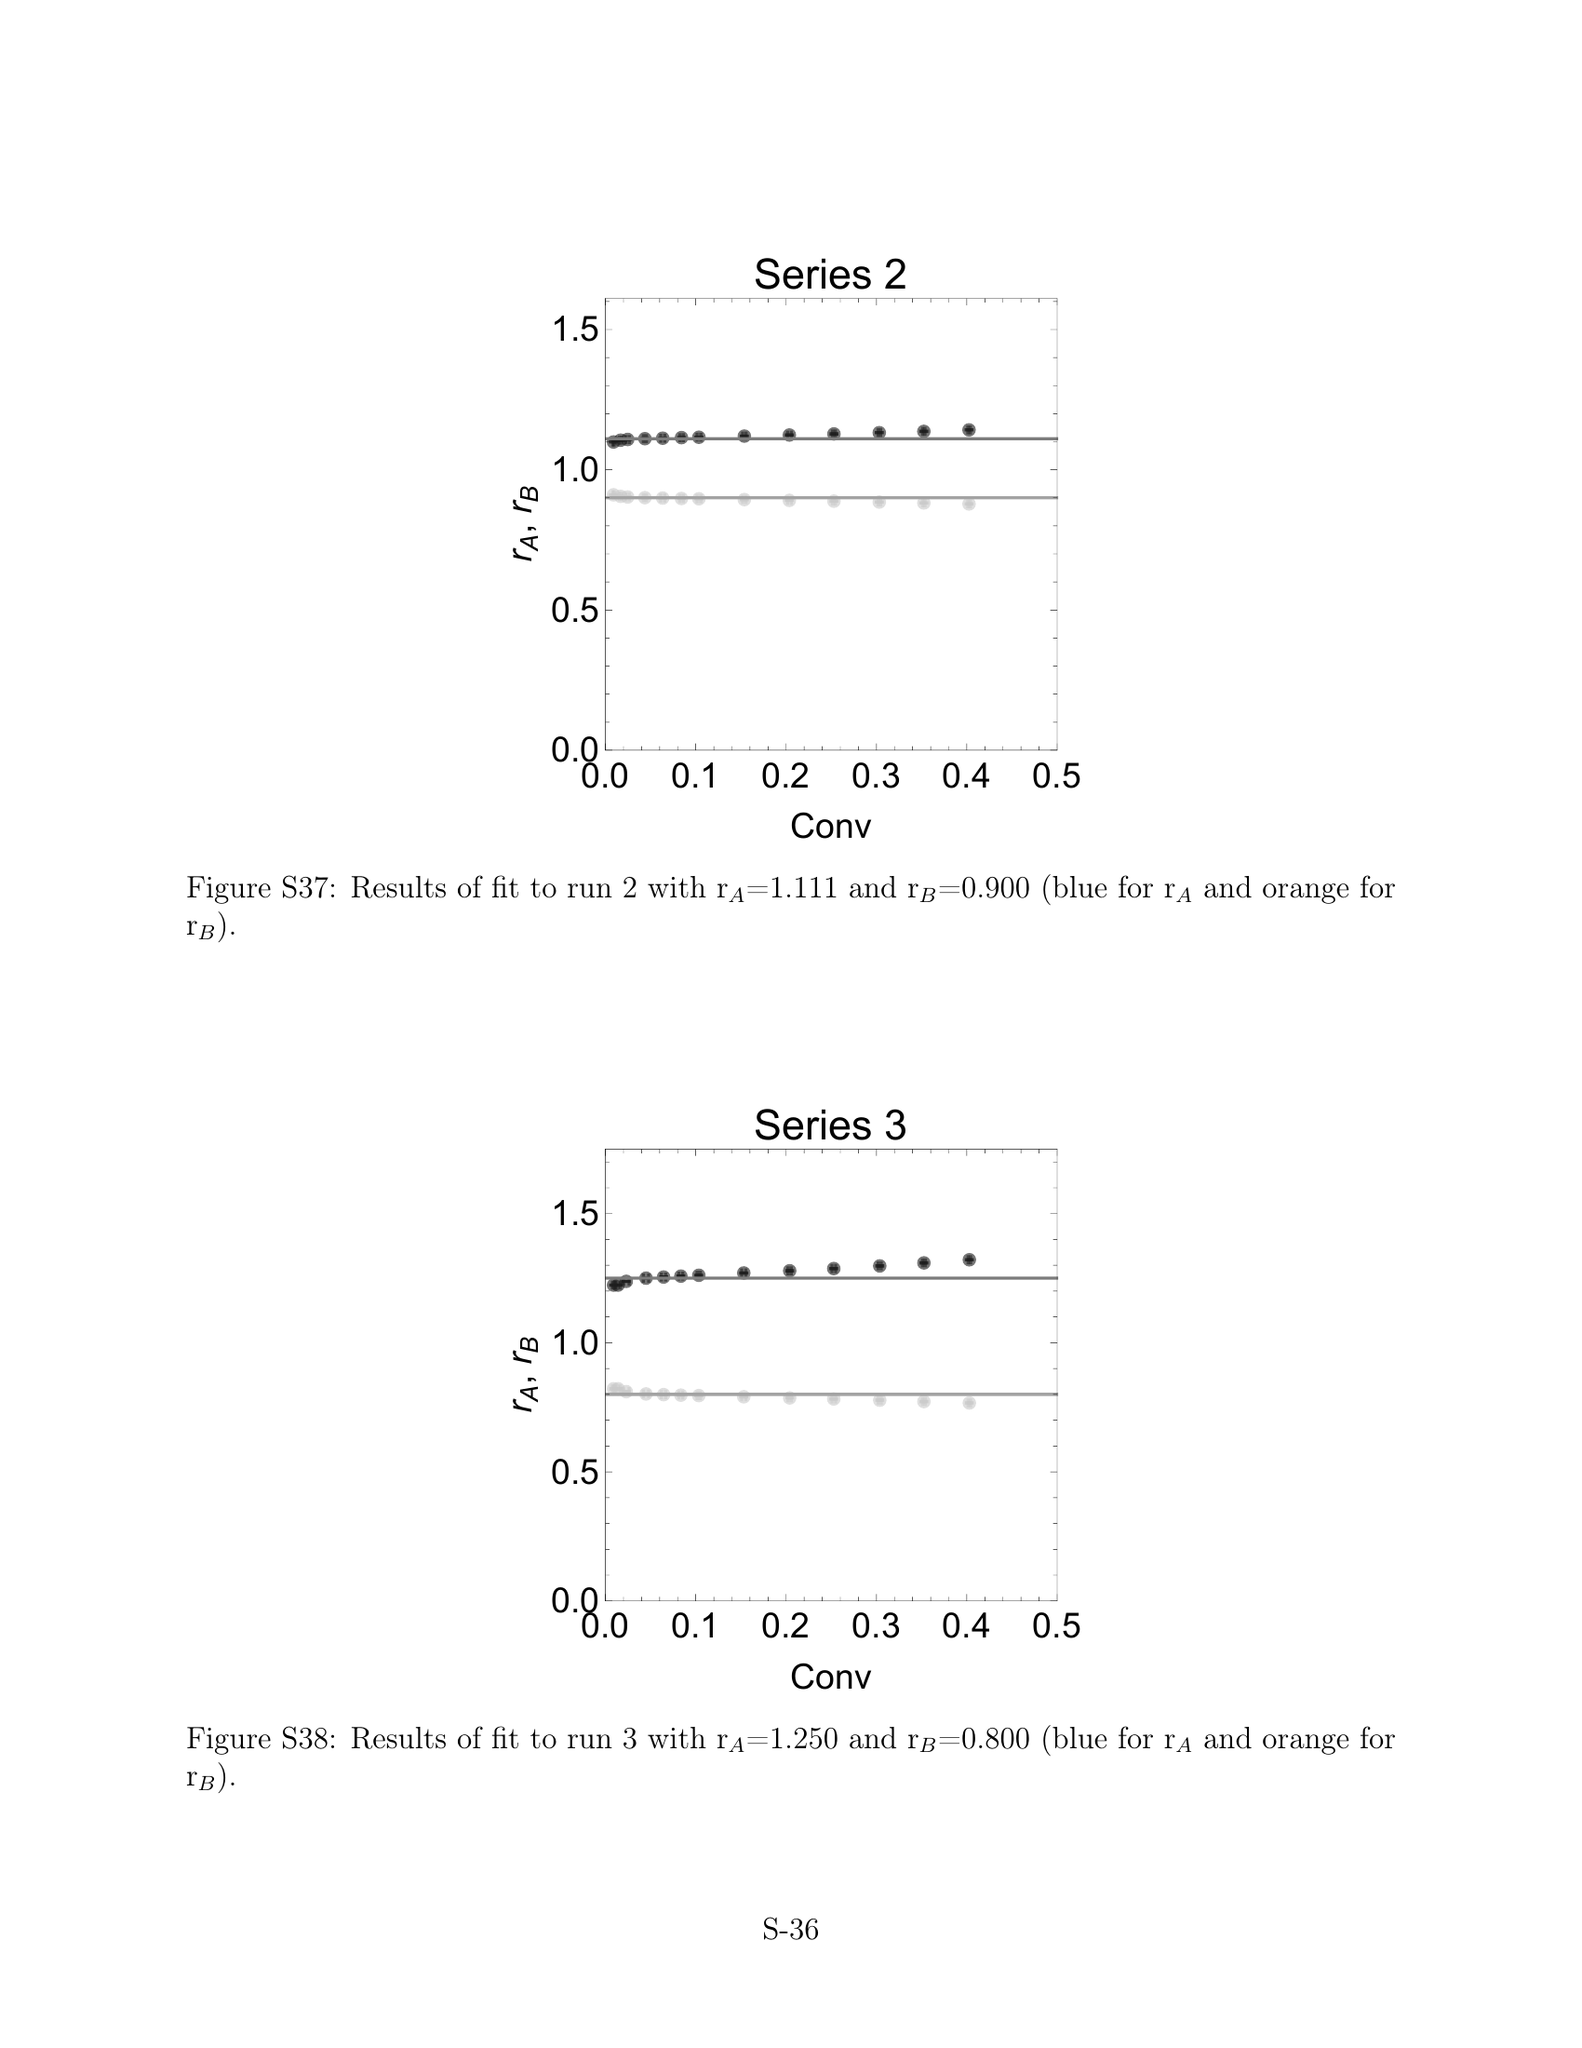 Series 2
1.5
1.0
0.5
0.0
r_A, r_B
0.0 0.1 0.2 0.3 0.4 0.5
Conv
Figure S37: Results of fit to run 2 with r_A=1.111 and r_B=0.900 (blue for r_A and orange for
r_B).
Series 3
1.5
1.0
0.5
0.0
r_A, r_B
0.0 0.1 0.2 0.3 0.4 0.5
Conv
Figure S38: Results of fit to run 3 with r_A=1.250 and r_B=0.800 (blue for r_A and orange for
r_B).
S-36